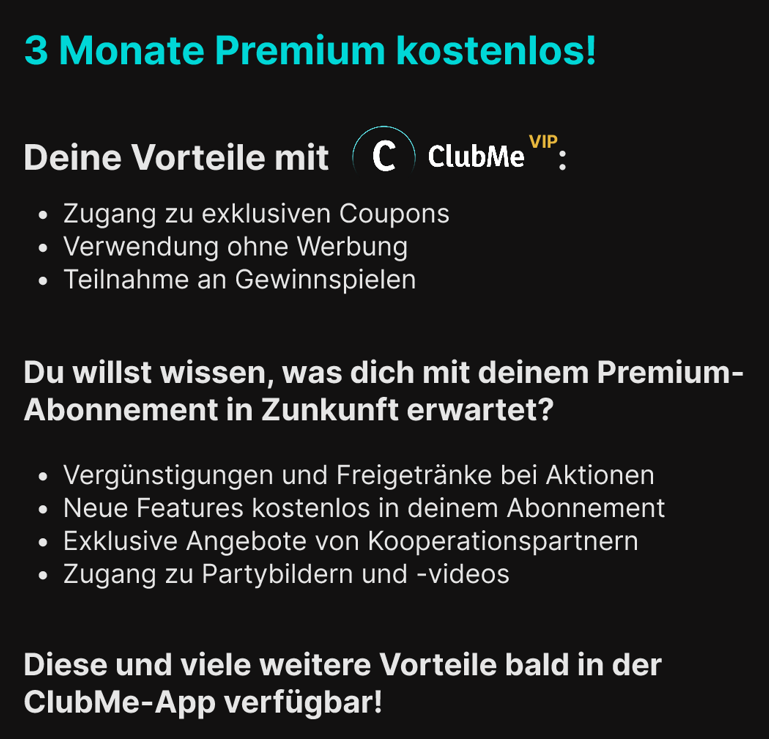 3 Monate Premium kostenlos!
Deine Vorteile mit C ClubMe VIP:
• Zugang zu exklusiven Coupons
• Verwendung ohne Werbung
• Teilnahme an Gewinnspielen
Du willst wissen, was dich mit deinem Premium-
Abonnement in Zunkunft erwartet?
• Vergünstigungen und Freigetränke bei Aktionen
• Neue Features kostenlos in deinem Abonnement
• Exklusive Angebote von Kooperationspartnern
• Zugang zu Partybildern und -videos
Diese und viele weitere Vorteile bald in der
ClubMe-App verfügbar!